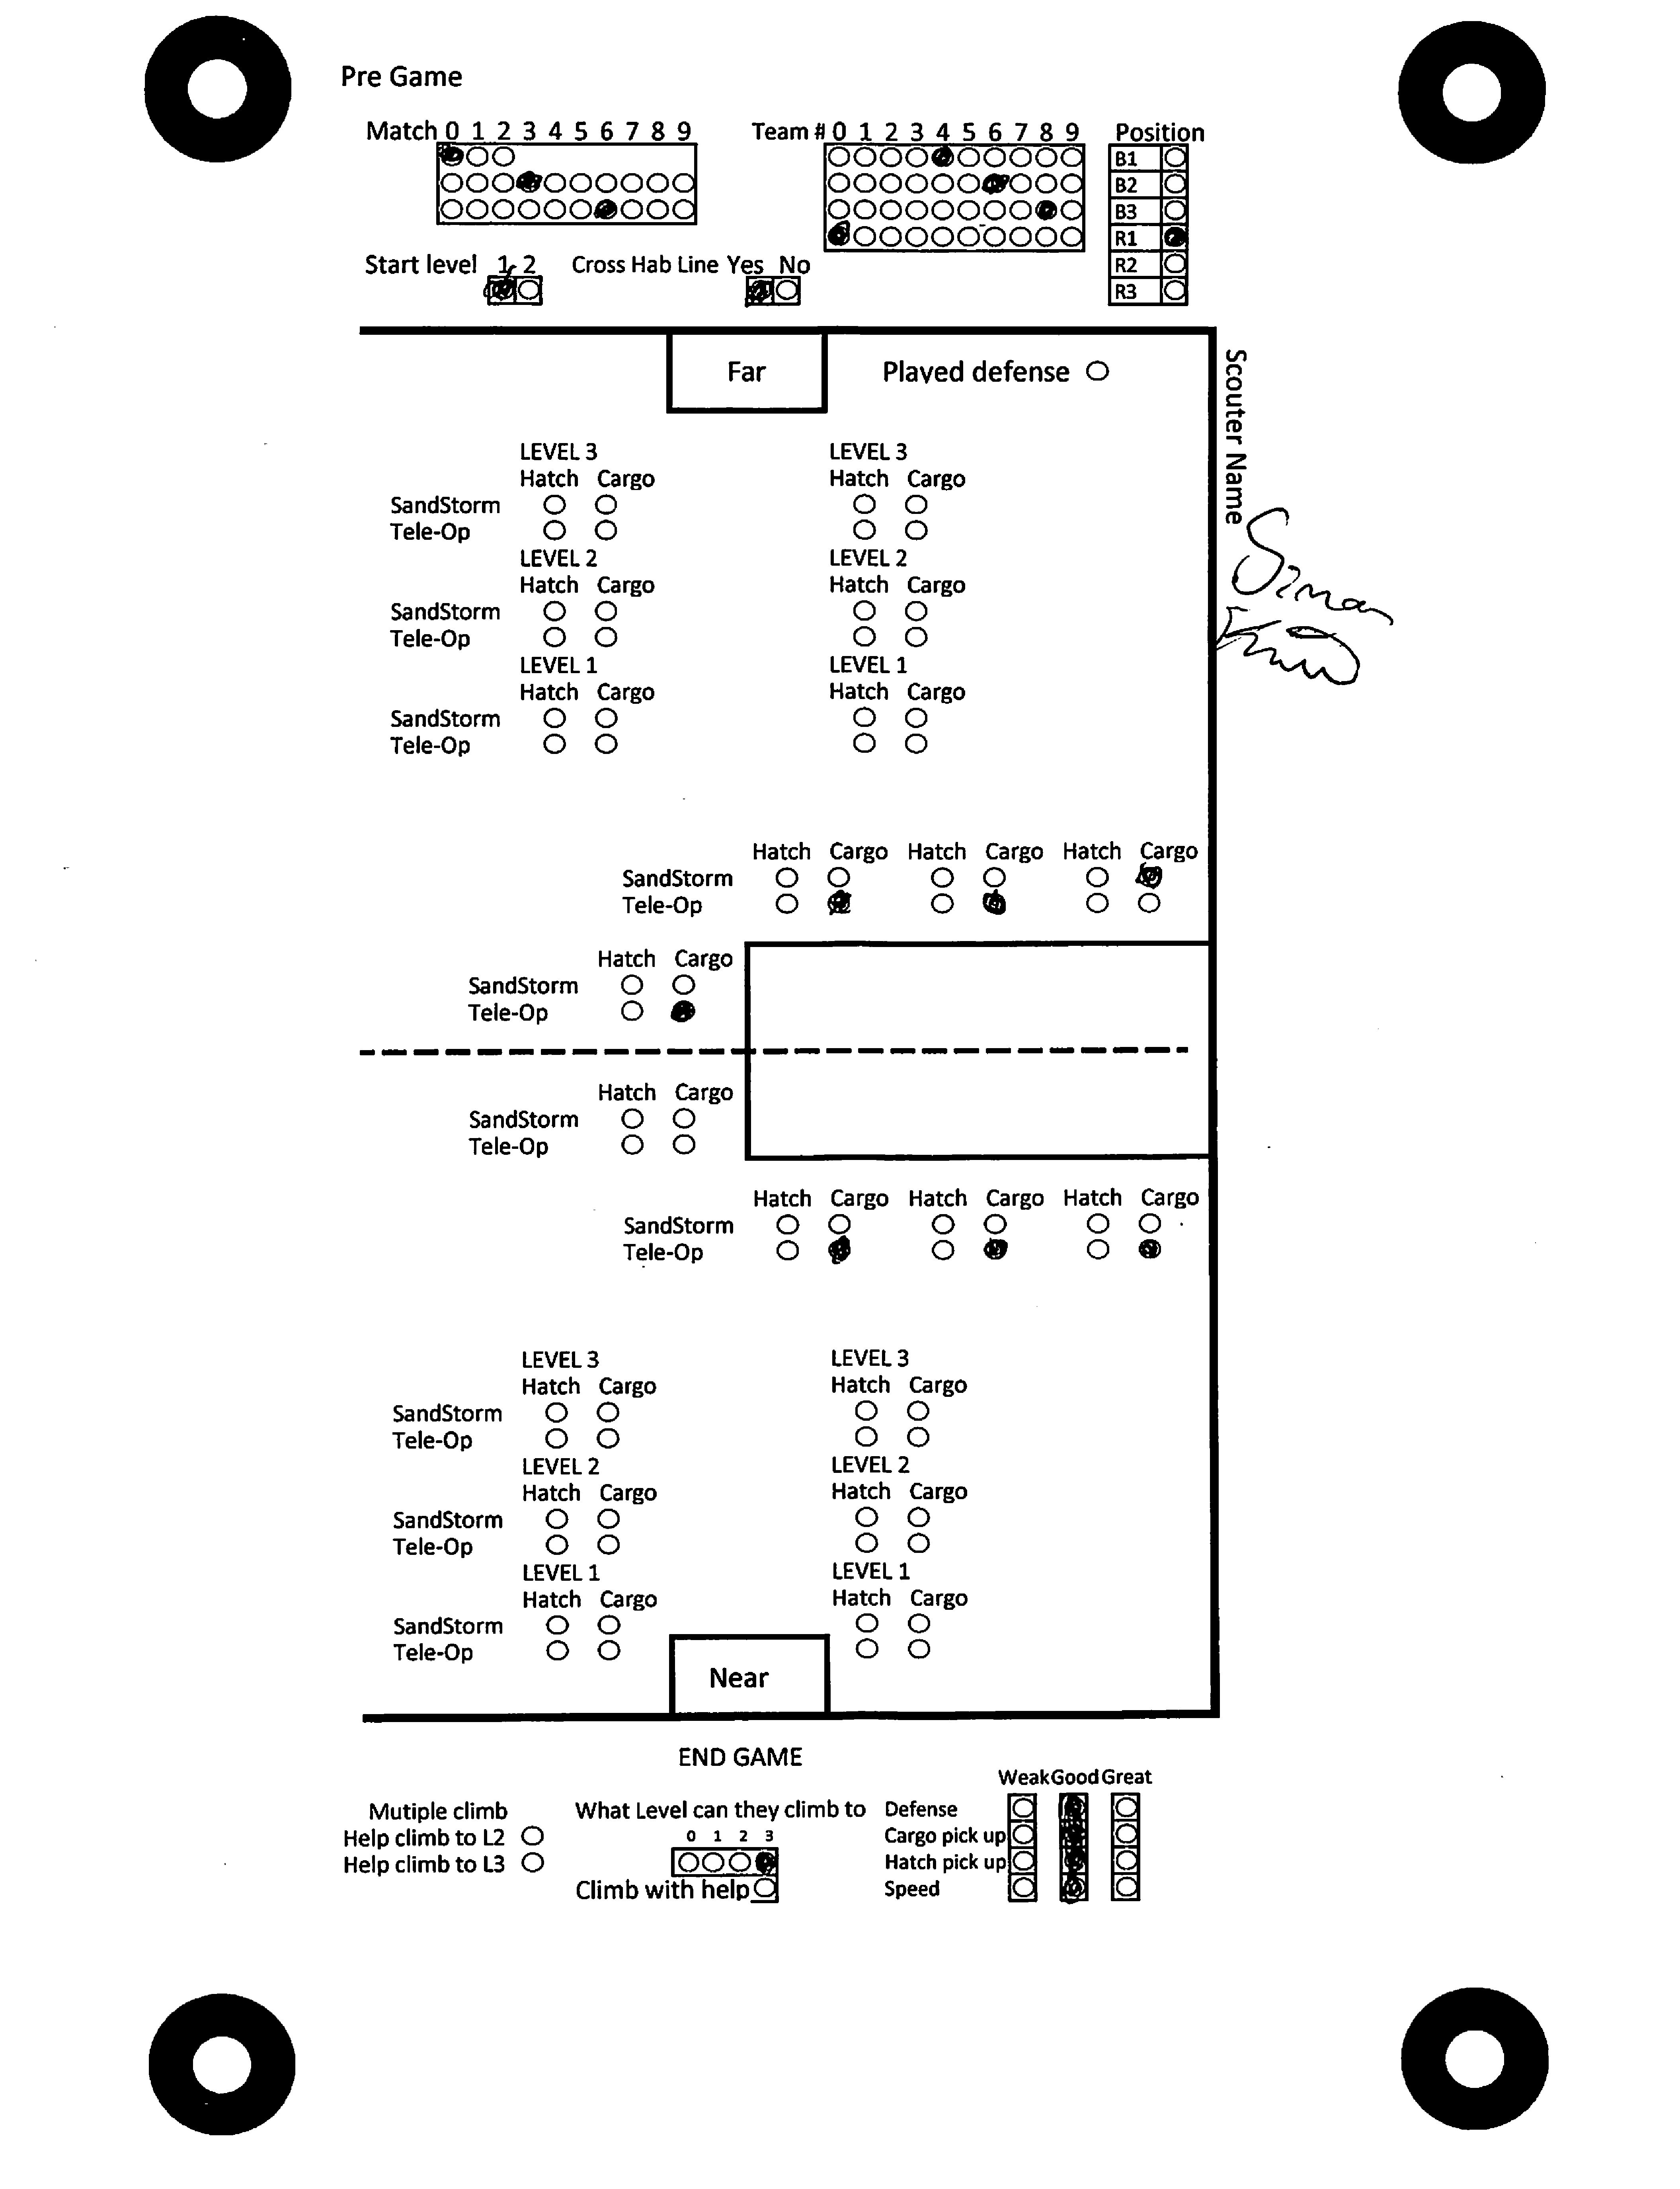 Pre Game
Match 0 1 2 3 4 5 6 7 8 9
Team # 0 1 2 3 4 5 6 7 8 9
Position
B1
B2
B3
R1
R2
R3
Start level 1 2
Cross Hab Line Yes No
Far
Played defense
Scouter Name
Simon
LEVEL 3 LEVEL 3
Hatch Cargo Hatch Cargo
SandStorm
Tele-Op
LEVEL 2 LEVEL 2
Hatch Cargo Hatch Cargo
SandStorm
Tele-Op
LEVEL 1 LEVEL 1
Hatch Cargo Hatch Cargo
SandStorm
Tele-Op
Hatch Cargo Hatch Cargo Hatch Cargo
SandStorm
Tele-Op
Hatch Cargo
SandStorm
Tele-Op
Hatch Cargo
SandStorm
Tele-Op
Hatch Cargo Hatch Cargo Hatch Cargo
SandStorm
Tele-Op
LEVEL 3 LEVEL 3
Hatch Cargo Hatch Cargo
SandStorm
Tele-Op
LEVEL 2 LEVEL 2
Hatch Cargo Hatch Cargo
SandStorm
Tele-Op
LEVEL 1 LEVEL 1
Hatch Cargo Hatch Cargo
SandStorm
Tele-Op
Near
END GAME
Mutiple climb
Help climb to L2
Help climb to L3
What Level can they climb to
0 1 2 3
Climb with help
Weak Good Great
Defense
Cargo pick up
Hatch pick up
Speed